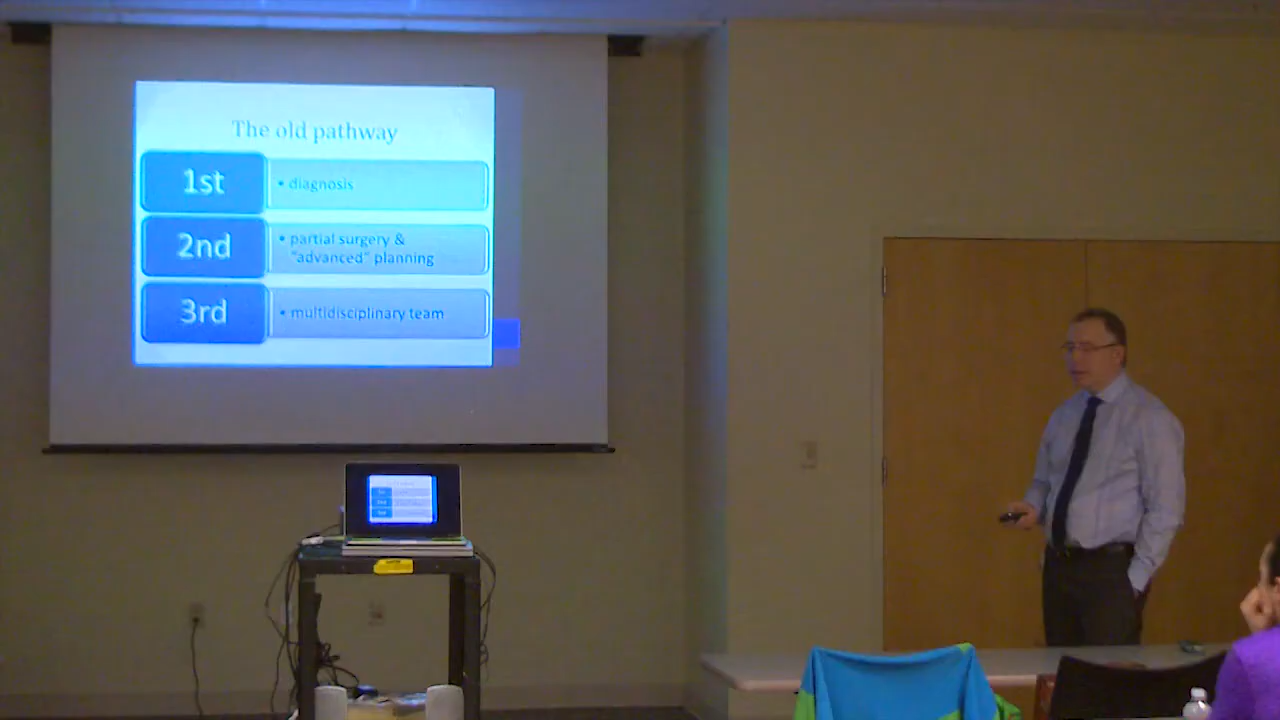 The old pathway
1st
• diagnosis
2nd
• partial surgery &
"advanced" planning
3rd
• multidisciplinary team